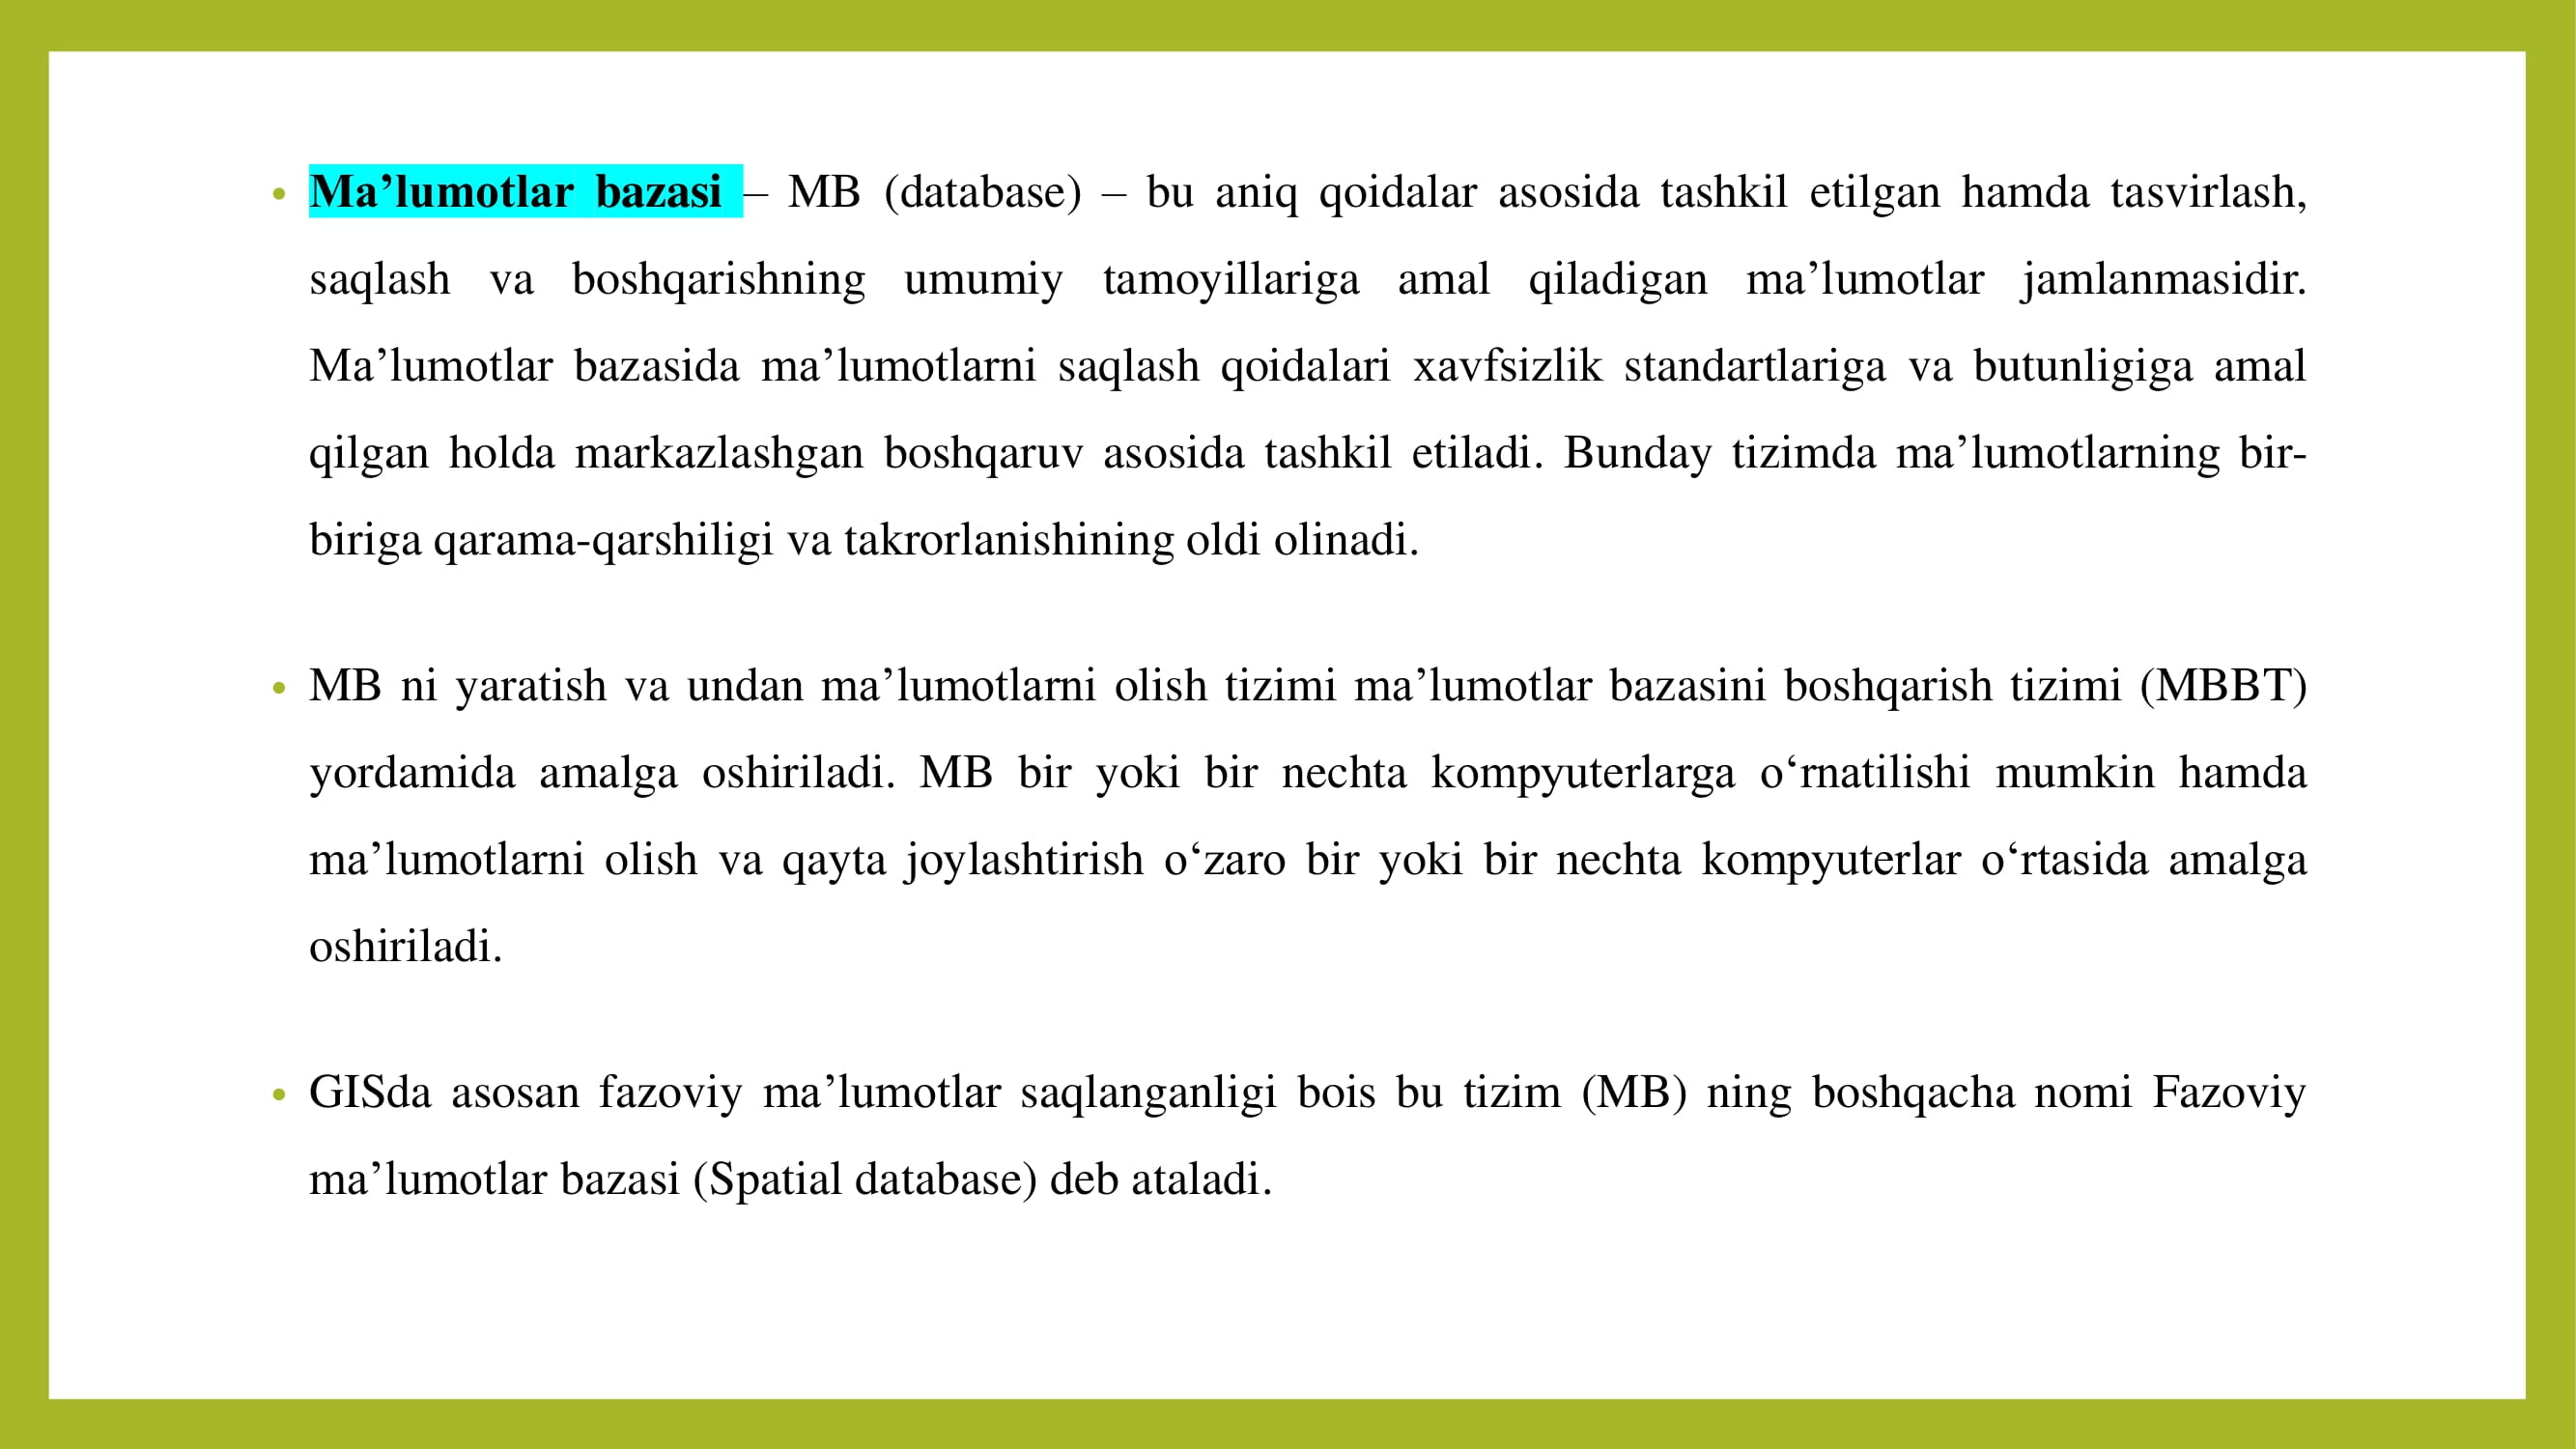 • Ma’lumotlar bazasi – MB (database) – bu aniq qoidalar asosida tashkil etilgan hamda tasvirlash,
saqlash va boshqarishning umumiy tamoyillariga amal qiladigan ma’lumotlar jamlanmasidir.
Ma’lumotlar bazasida ma’lumotlarni saqlash qoidalari xavfsizlik standartlariga va butunligiga amal
qilgan holda markazlashgan boshqaruv asosida tashkil etiladi. Bunday tizimda ma’lumotlarning bir-
biriga qarama-qarshiligi va takrorlanishining oldi olinadi.
• MB ni yaratish va undan ma’lumotlarni olish tizimi ma’lumotlar bazasini boshqarish tizimi (MBBT)
yordamida amalga oshiriladi. MB bir yoki bir nechta kompyuterlarga o‘rnatilishi mumkin hamda
ma’lumotlarni olish va qayta joylashtirish o‘zaro bir yoki bir nechta kompyuterlar o‘rtasida amalga
oshiriladi.
• GISda asosan fazoviy ma’lumotlar saqlanganligi bois bu tizim (MB) ning boshqacha nomi Fazoviy
ma’lumotlar bazasi (Spatial database) deb ataladi.